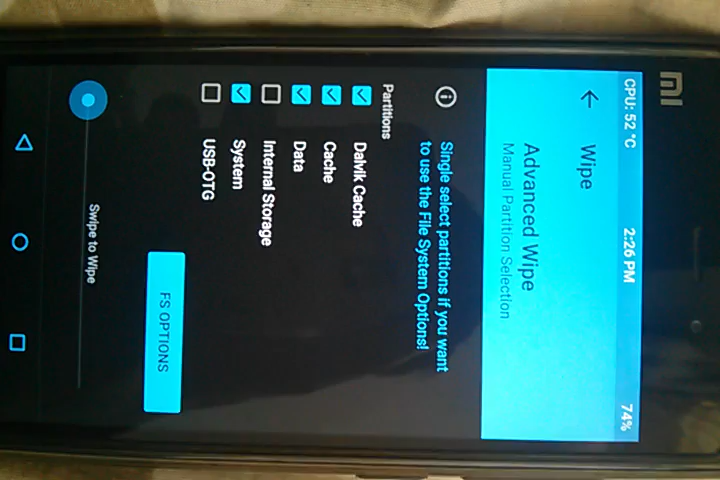 mi
CPU: 52 °C 2:26 PM 74%
Wipe
Advanced Wipe
Manual Partition Selection
Single select partitions if you want
to use the File System Options!
Partitions
Dalvik Cache
Cache
Data
Internal Storage
System
USB-OTG
FS OPTIONS
Swipe to Wipe